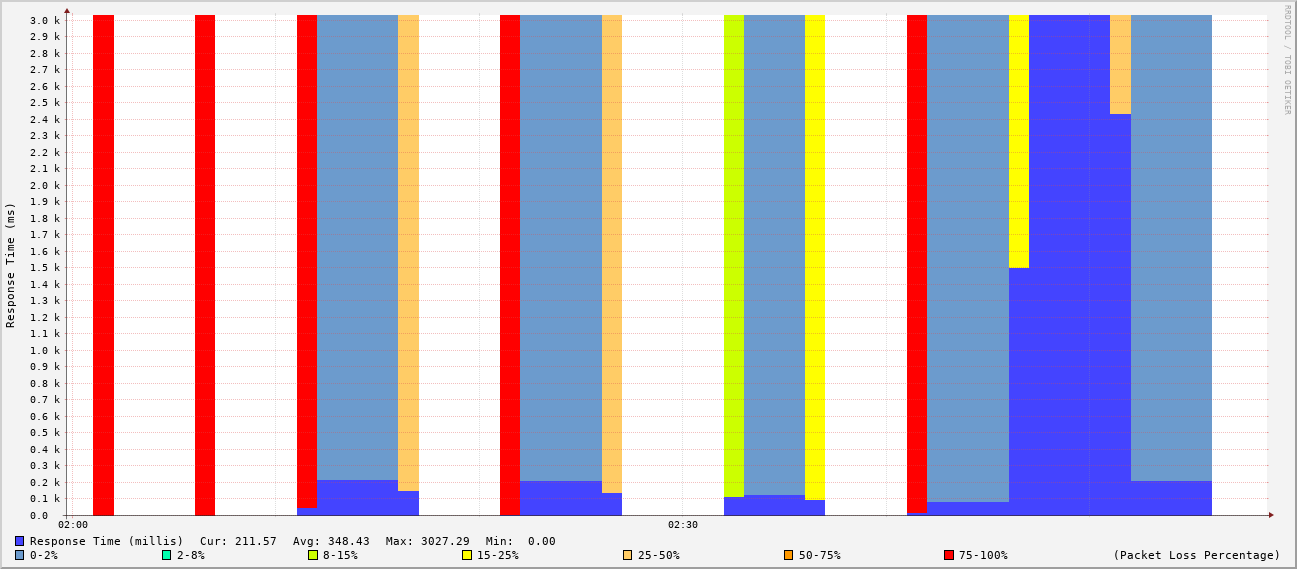 RRDTOOL / TOBI OETIKER
Response Time (ms)
3.0 k
2.9 k
2.8 k
2.7 k
2.6 k
2.5 k
2.4 k
2.3 k
2.2 k
2.1 k
2.0 k
1.9 k
1.8 k
1.7 k
1.6 k
1.5 k
1.4 k
1.3 k
1.2 k
1.1 k
1.0 k
0.9 k
0.8 k
0.7 k
0.6 k
0.5 k
0.4 k
0.3 k
0.2 k
0.1 k
0.0
02:00 02:30
Response Time (millis) Cur: 211.57 Avg: 348.43 Max: 3027.29 Min: 0.00
0-2% 2-8% 8-15% 15-25% 25-50% 50-75% 75-100% (Packet Loss Percentage)